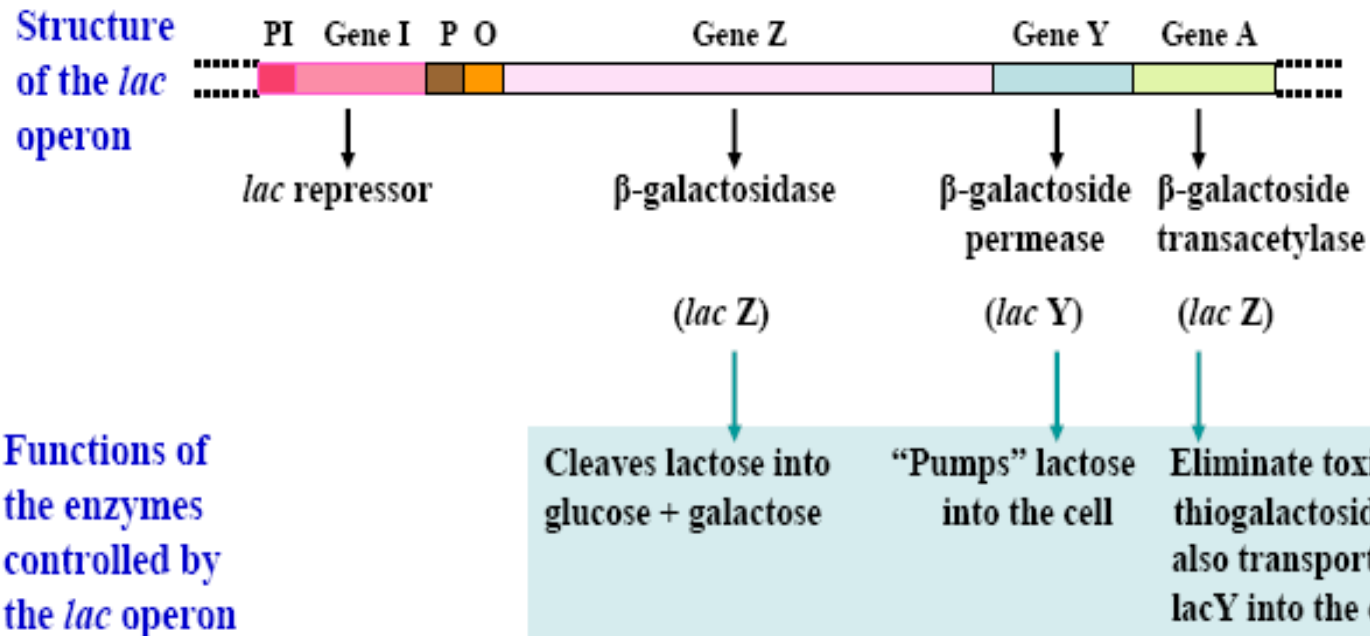 Structure
of the lac
operon
PI Gene I P O Gene Z Gene Y Gene A
lac repressor
β-galactosidase
β-galactoside
permease
β-galactoside
transacetylase
(lac Z) (lac Y) (lac Z)
Functions of
the enzymes
controlled by
the lac operon
Cleaves lactose into
glucose + galactose
“Pumps” lactose
into the cell
Eliminate
also
lacY into the